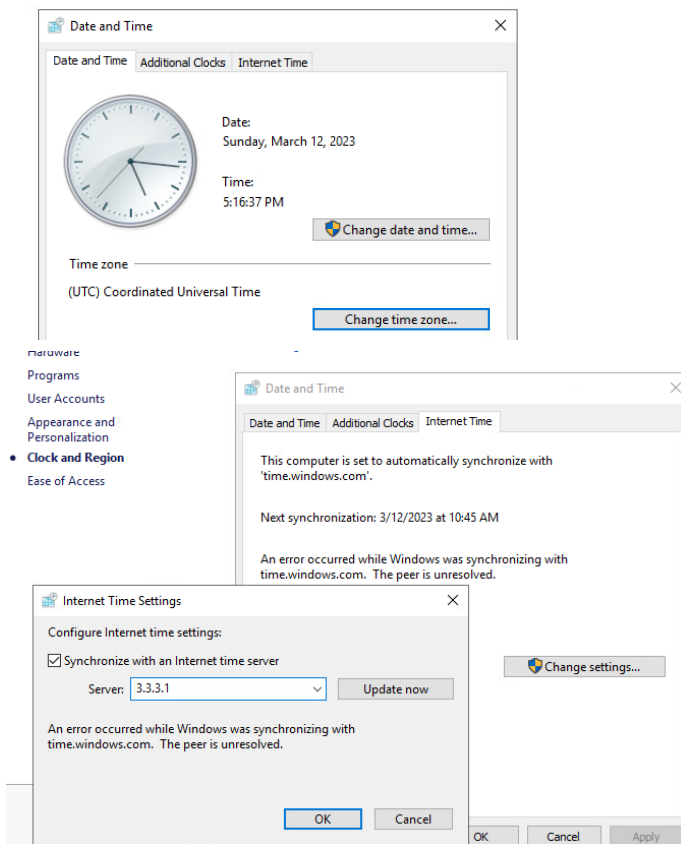 Date and Time
Date and Time Additional Clocks Internet Time
Date:
Sunday, March 12, 2023
Time:
5:16:37 PM
Change date and time...
Time zone
(UTC) Coordinated Universal Time
Change time zone...
Hardware
Programs
User Accounts
Appearance and
Personalization
Clock and Region
Ease of Access
Date and Time
Date and Time Additional Clocks Internet Time
This computer is set to automatically synchronize with
'time.windows.com'.
Next synchronization: 3/12/2023 at 10:45 AM
An error occurred while Windows was synchronizing with
time.windows.com. The peer is unresolved.
Change settings...
Internet Time Settings
Configure Internet time settings:
Synchronize with an Internet time server
Server: 3.3.3.1 Update now
An error occurred while Windows was synchronizing with
time.windows.com. The peer is unresolved.
OK Cancel
OK Cancel Apply